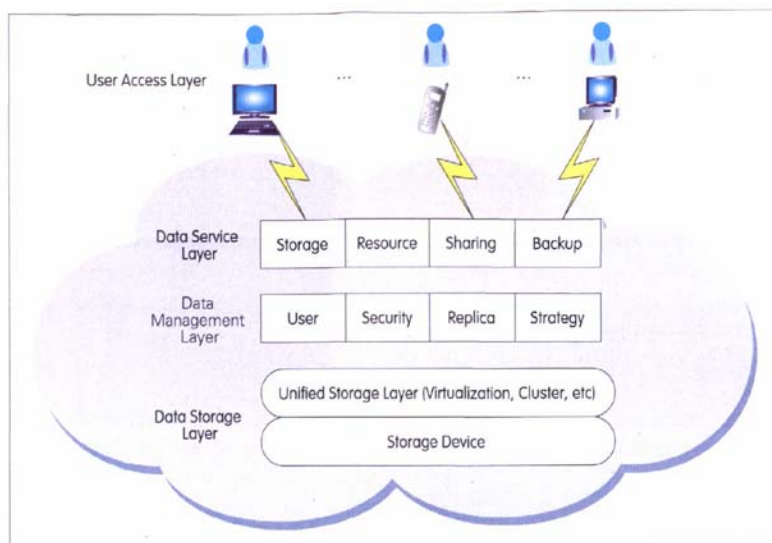 User Access Layer
...
...
Data Service
Layer
Storage
Resource
Sharing
Backup
Data
Management
Layer
User
Security
Replica
Strategy
Data Storage
Layer
Unified Storage Layer (Virtualization, Cluster, etc)
Storage Device